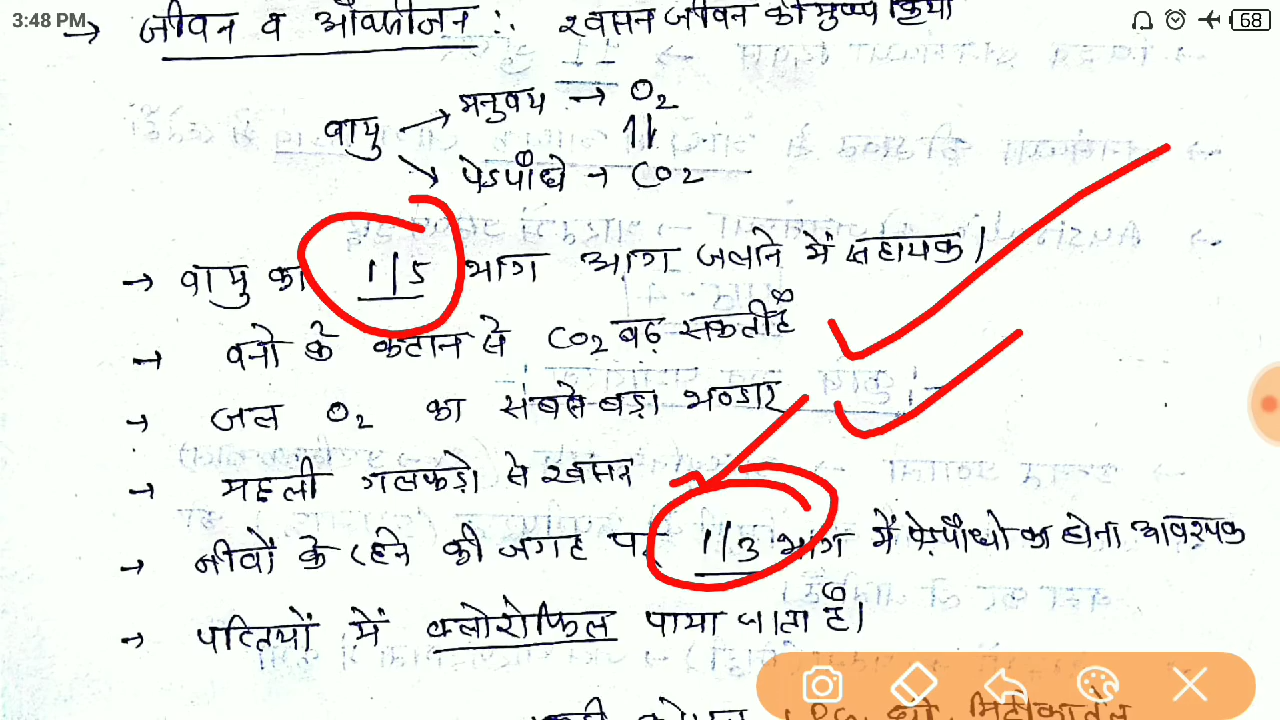 3:48 PM 68
→ जीवन व ऑक्सीजन :- श्वसन जीवन की मुख्य क्रिया
वायु → मनुष्य → O2
⇅
→ पेड़पौधे → CO2
→ वायु का 1/5 भाग आग जलाने में सहायक।
→ वनो के कटान से CO2 बढ़ सकती है
→ जल O2 का सबसे बड़ा भण्डार
→ मछली गलफड़ो से श्वसन
→ जीवों के रहने की जगह पर 1/3 भाग में पेड़पौधो का होना आवश्यक
→ पत्तियों में क्लोरोफिल पाया जाता है।